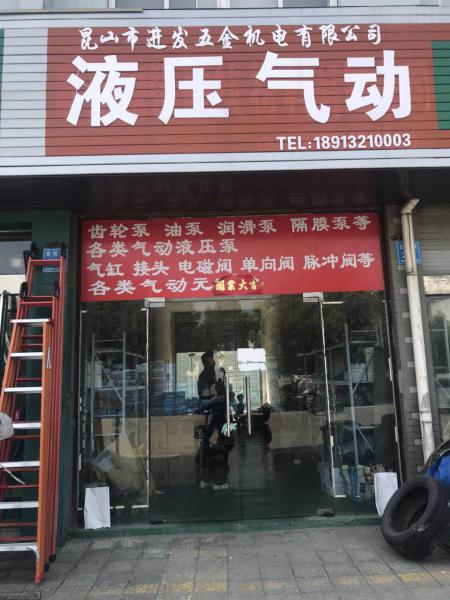 昆山市进发五金机电有限公司
液压气动
TEL:18913210003
齿轮泵 油泵 润滑泵 隔膜泵等
各类气动液压泵
气缸 接头 电磁阀 单向阀 脉冲阀等
各类气动元
開業大吉